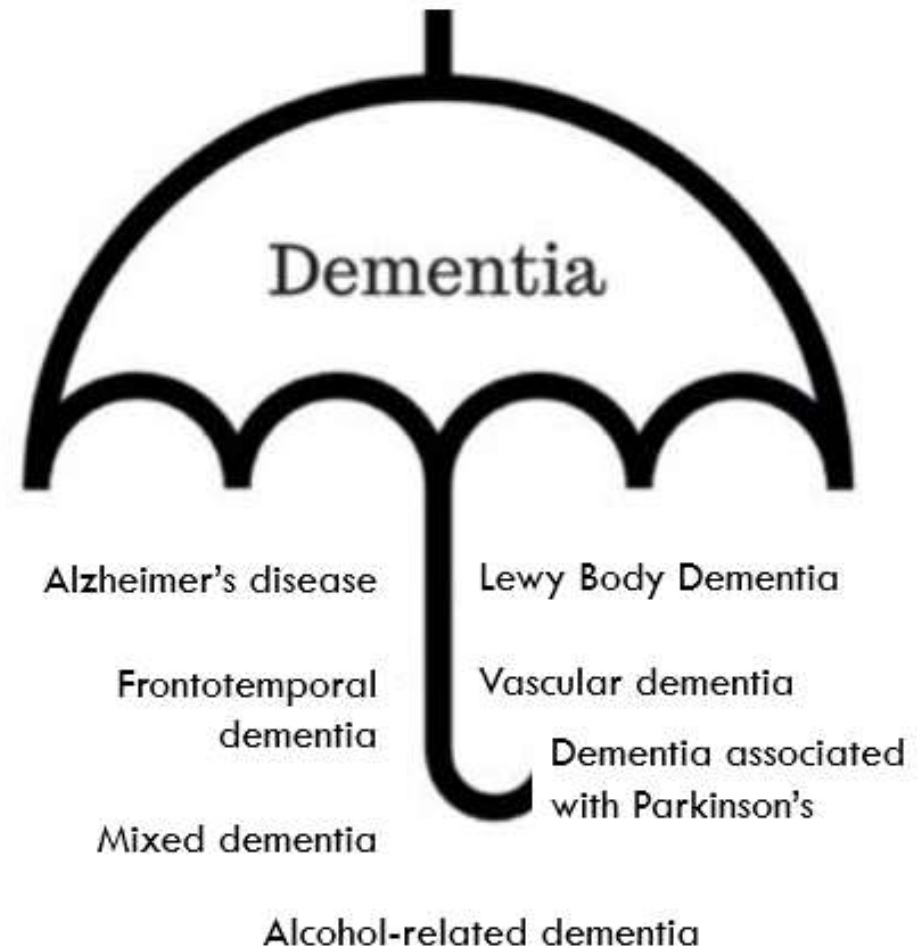 Dementia
Alzheimer's disease
Lewy Body Dementia
Frontotemporal
dementia
Vascular dementia
Dementia associated
with Parkinson's
Mixed dementia
Alcohol-related dementia